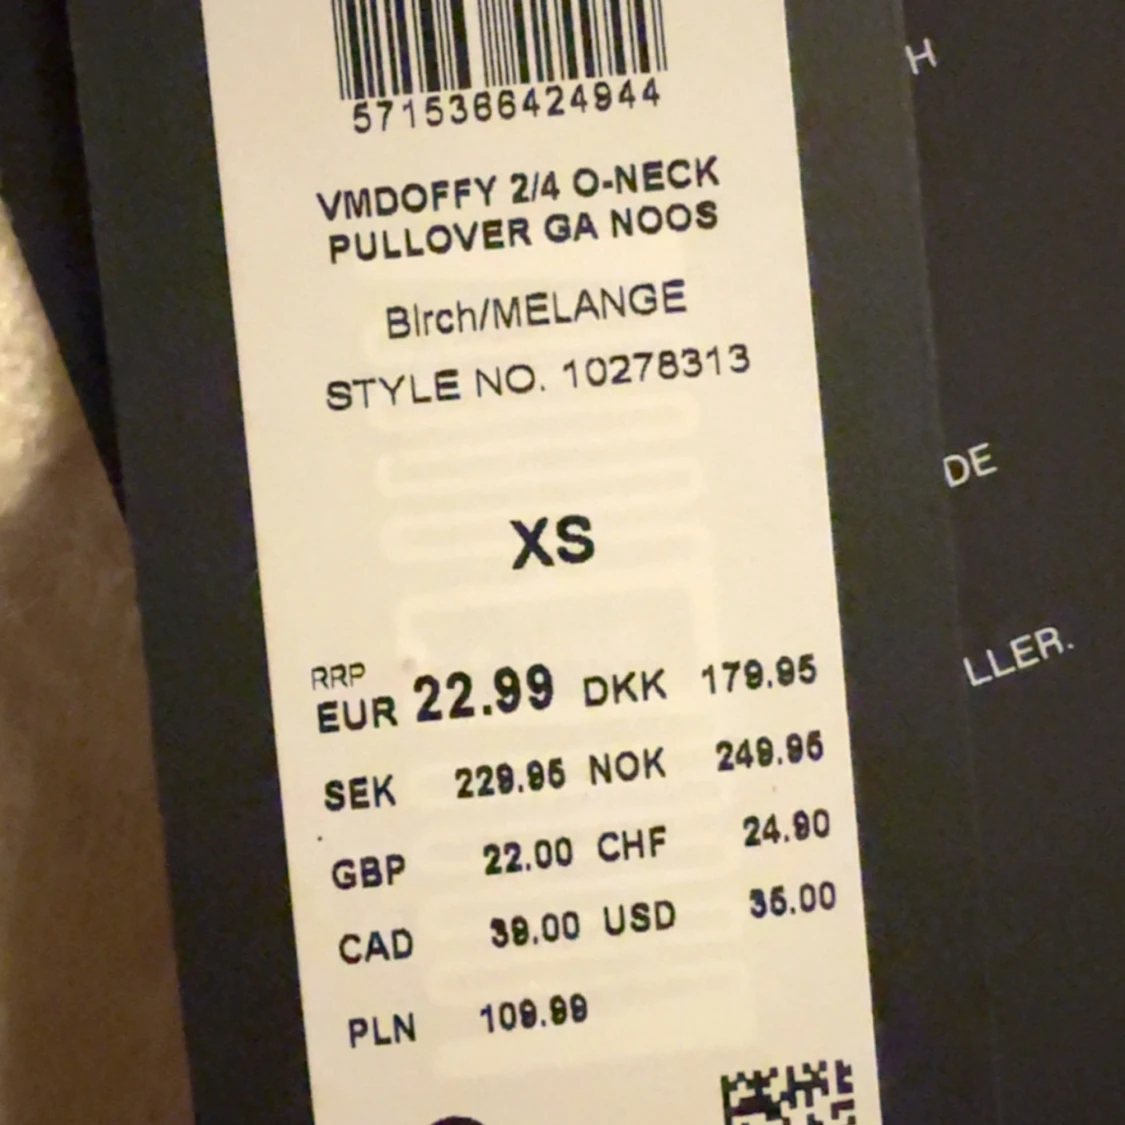 5715366424944
VMDOFFY 2/4 O-NECK
PULLOVER GA NOOS
Birch/MELANGE
STYLE NO. 10278313
XS
RRP
EUR 22.99 DKK 179.95
SEK 229.95 NOK 249.95
GBP 22.00 CHF 24.90
CAD 39.00 USD
PLN 109.99
H
DE
LLER.